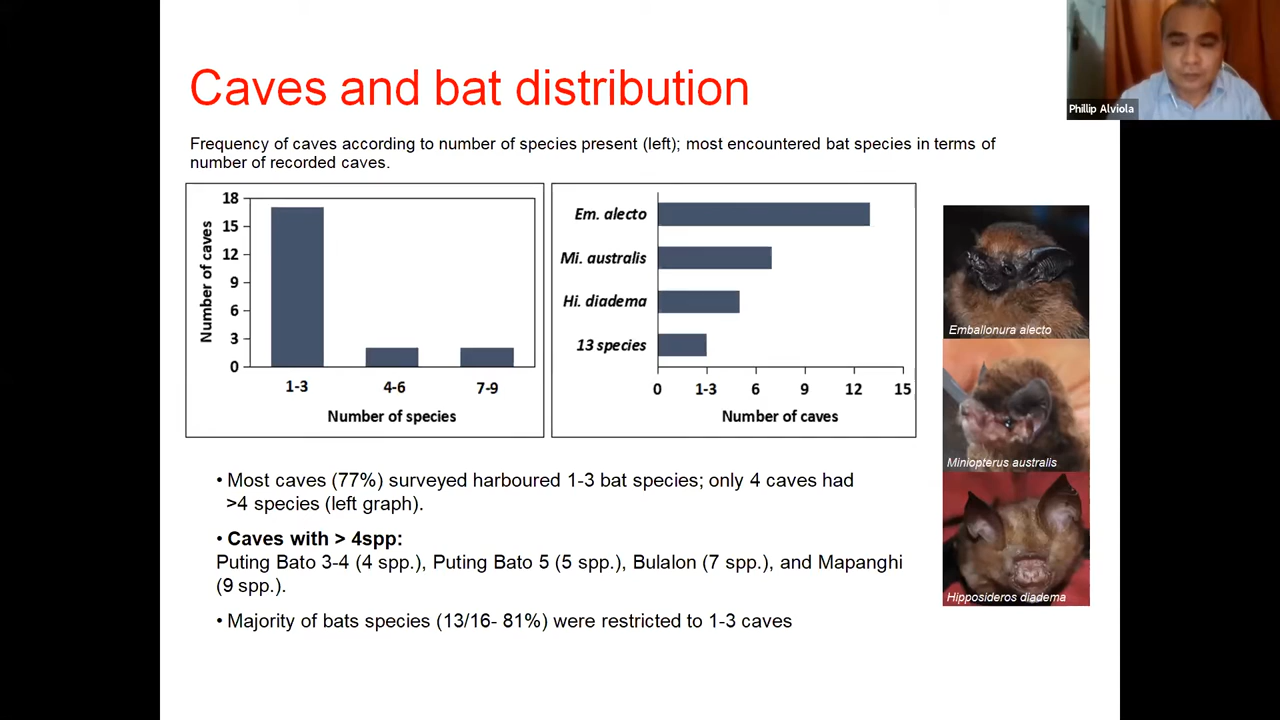 Caves and bat distribution
Phillip Alviola
Frequency of caves according to number of species present (left); most encountered bat species in terms of
number of recorded caves.
18
15
12
9
6
3
0
Number of caves
1-3
4-6
7-9
Number of species
Em. alecto
Mi. australis
Hi. diadema
13 species
0
1-3
6
9
12
15
Number of caves
Emballonura alecto
Miniopterus australis
Hipposideros diadema
• Most caves (77%) surveyed harboured 1-3 bat species; only 4 caves had
>4 species (left graph).
• Caves with > 4spp:
Puting Bato 3-4 (4 spp.), Puting Bato 5 (5 spp.), Bulalon (7 spp.), and Mapanghi
(9 spp.).
• Majority of bats species (13/16- 81%) were restricted to 1-3 caves